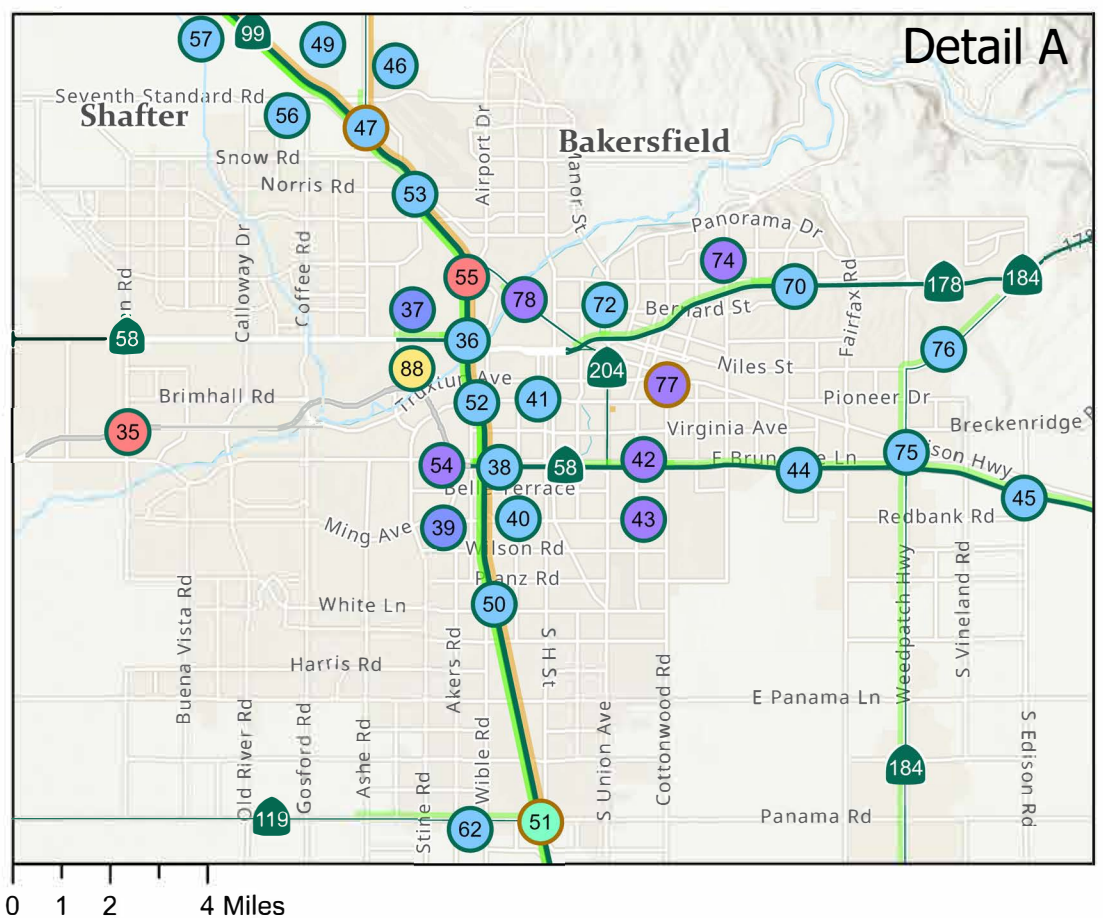 Detail A
57
99
49
46
Seventh Standard Rd
Shafter
56
47
Bakersfield
Snow Rd
Norris Rd
Airport Dr
Manor St
53
Panorama Dr
Calloway Dr
Coffee Rd
55
78
74
70
178
184
178
37
72
Bernard St
Fairfax Rd
58
36
76
88
204
Niles St
77
Truxtun Ave
Brimhall Rd
52
41
Pioneer Dr
35
Virginia Ave
Breckenridge
54
38
58
42
44
75
45
Belle Terrace
39
40
43
Redbank Rd
Ming Ave
Wilson Rd
Planz Rd
White Ln
50
Buena Vista Rd
Harris Rd
Akers Rd
S H St
Cottonwood Rd
Weedpatch Hwy
S Vineland Rd
E Panama Ln
Old River Rd
Gosford Rd
Ashe Rd
Stine Rd
Wible Rd
S Union Ave
184
S Edison Rd
119
62
51
Panama Rd
0 1 2 4 Miles